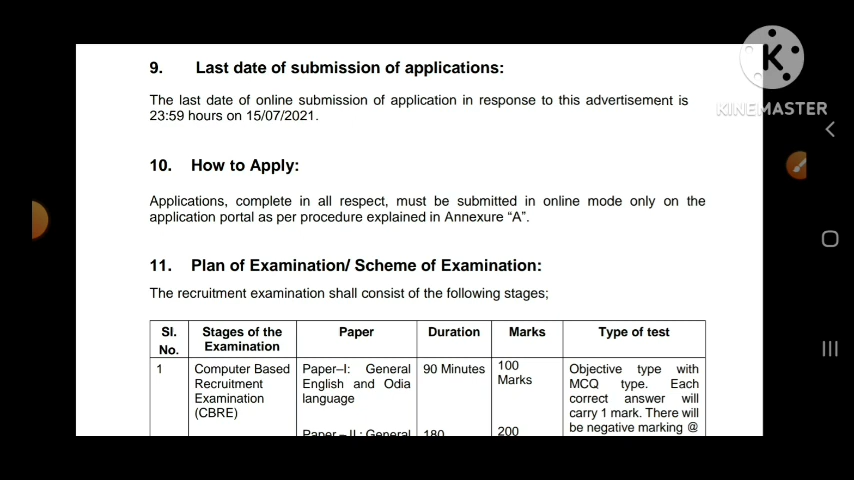 KINEMASTER
9. Last date of submission of applications:
The last date of online submission of application in response to this advertisement is
23:59 hours on 15/07/2021.
10. How to Apply:
Applications, complete in all respect, must be submitted in online mode only on the
application portal as per procedure explained in Annexure “A”.
11. Plan of Examination/ Scheme of Examination:
The recruitment examination shall consist of the following stages;
Sl. No.
Stages of the Examination
Paper
Duration
Marks
Type of test
1
Computer Based
Recruitment
Examination
(CBRE)
Paper–I: General
English and Odia
language
90 Minutes
100
Marks
Objective type with
MCQ type. Each
correct answer will
carry 1 mark. There will
be negative marking @
Paper – II : General
180
200